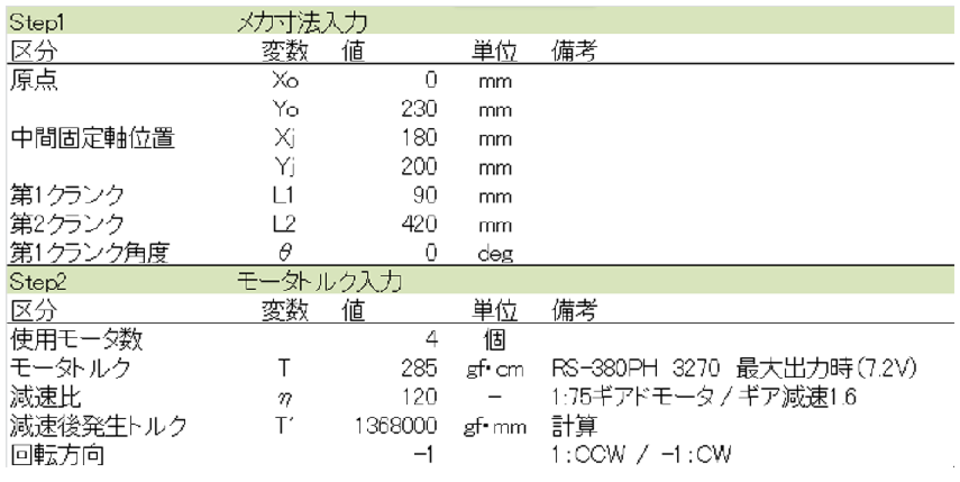 Step1 メカ寸法入力
区分 変数 値 単位 備考
原点 Xo 0 mm
Yo 230 mm
中間固定軸位置 Xj 180 mm
Yj 200 mm
第1クランク L1 90 mm
第2クランク L2 420 mm
第1クランク角度 θ 0 deg
Step2 モータトルク入力
区分 変数 値 単位 備考
使用モータ数 4 個
モータトルク T 285 gf・cm RS-380PH 3270 最大出力時(7.2V)
減速比 η 120 - 1:75ギアドモータ / ギア減速1.6
減速後発生トルク T' 1368000 gf・mm 計算
回転方向 -1 1:CCW / -1:CW